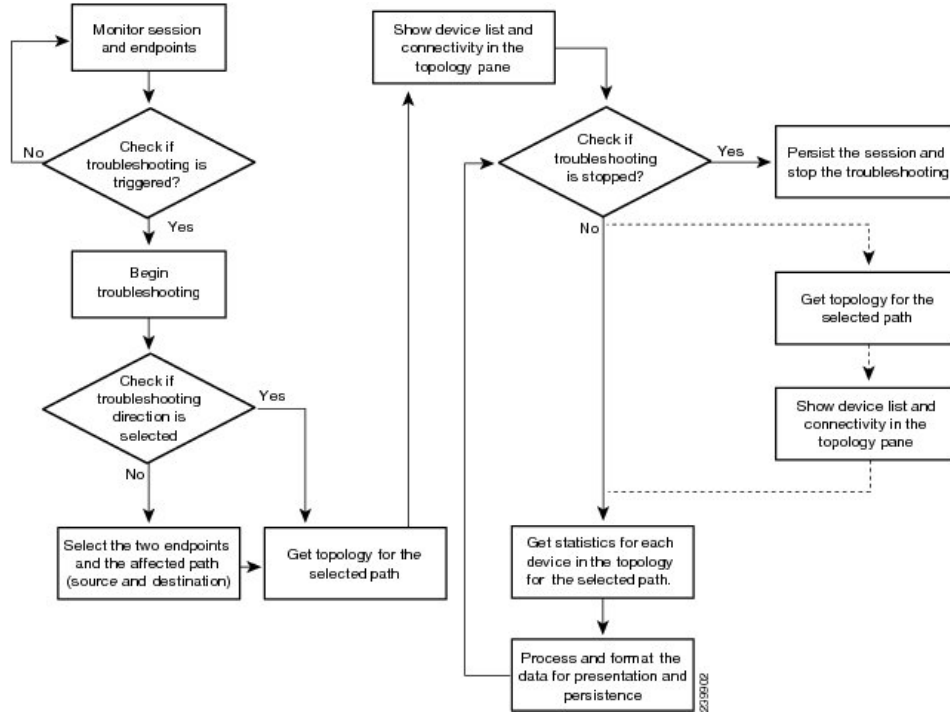 Monitor session
and endpoints
Check if
troubleshooting is
triggered?
No
Yes
Begin
troubleshooting
Check if
troubleshooting
direction is
selected
Yes
No
Select the two endpoints
and the affected path
(source and destination)
Get topology for the
selected path
Show device list and
connectivity in the
topology pane
Check if
troubleshooting
is stopped?
Yes
Persist the session and
stop the troubleshooting
No
Get topology for
the selected path
Show device list and
connectivity in the
topology pane
Get statistics for each
device in the topology
for the selected path.
Process and format the
data for presentation and
persistence
239902